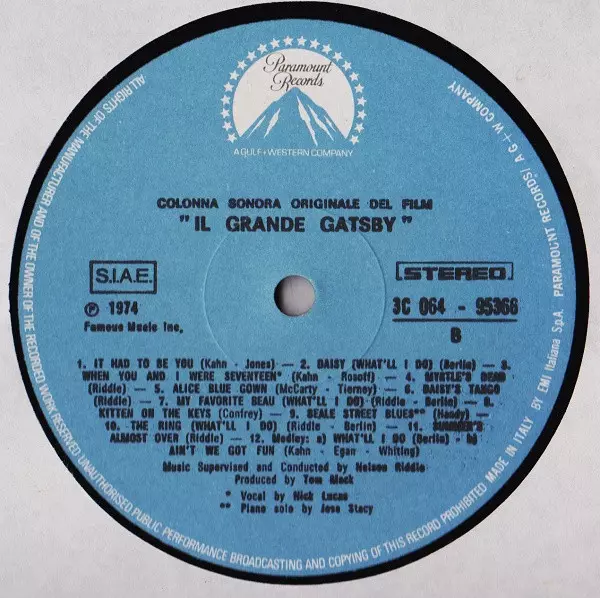 Paramount
Records
A GULF+WESTERN COMPANY
COLONNA SONORA ORIGINALE DEL FILM
"IL GRANDE GATSBY"
S.I.A.E.
℗ 1974
Famous Music Inc.
STEREO
3C 064 - 95366
B
1. IT HAD TO BE YOU (Kahn - Jones) — 2. DAISY (WHAT'LL I DO) (Berlin) — 3.
WHEN YOU AND I WERE SEVENTEEN* (Kahn - Rosoff) — 4. MYRTLE'S DEAD
(Riddle) — 5. ALICE BLUE GOWN (McCarty - Tierney) — 6. DAISY'S TANGO
(Riddle) — 7. MY FAVORITE BEAU (WHAT'LL I DO) (Riddle - Berlin) — 8.
KITTEN ON THE KEYS (Confrey) — 9. BEALE STREET BLUES** (Handy) —
10. THE RING (WHAT'LL I DO) (Riddle - Berlin) — 11. SUMMER'S
ALMOST OVER (Riddle) — 12. Medley: a) WHAT'LL I DO (Berlin) - b)
AIN'T WE GOT FUN (Kahn - Egan - Whiting)
Music Supervised and Conducted by Nelson Riddle
Produced by Tom Mack
* Vocal by Nick Lucas
** Piano solo by Jess Stacy
ALL RIGHTS OF THE MANUFACTURER AND OF THE OWNER OF THE RECORDED WORK RESERVED UNAUTHORISED PUBLIC PERFORMANCE BROADCASTING AND COPYING OF THIS RECORD PROHIBITED MADE IN ITALY BY EMI Italiana S.p.A. PARAMOUNT RECORDS/ A G + W COMPANY